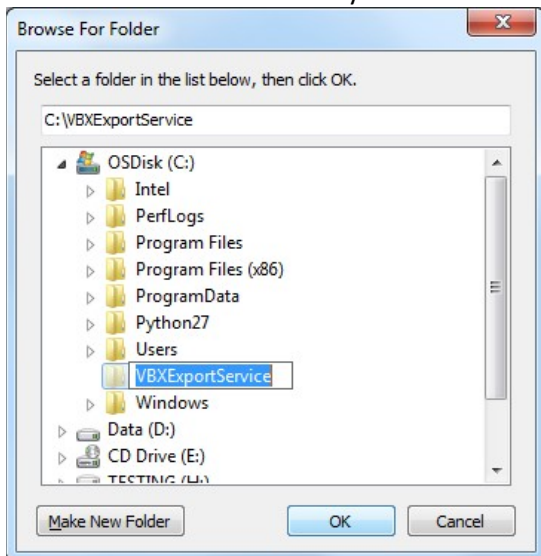 Browse For Folder
X
Select a folder in the list below, then click OK.
C:\VBXExportService
OSDisk (C:)
Intel
PerfLogs
Program Files
Program Files (x86)
ProgramData
Python27
Users
VBXExportService
Windows
Data (D:)
CD Drive (E:)
TESTING (H:)
Make New Folder
OK
Cancel